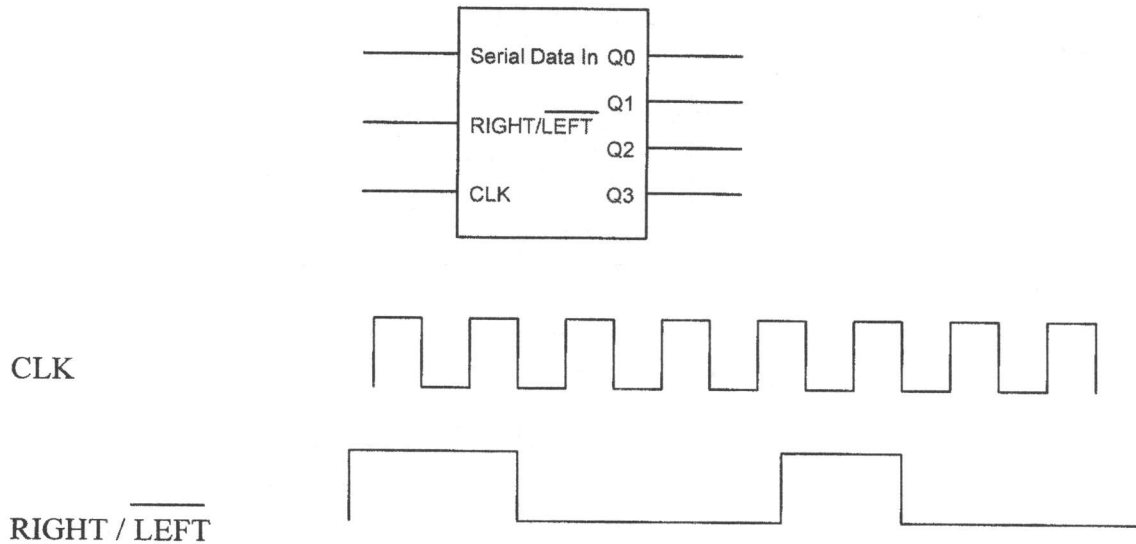 Serial Data In Q0
Q1
RIGHT/LEFT
Q2
CLK Q3
CLK
RIGHT / LEFT